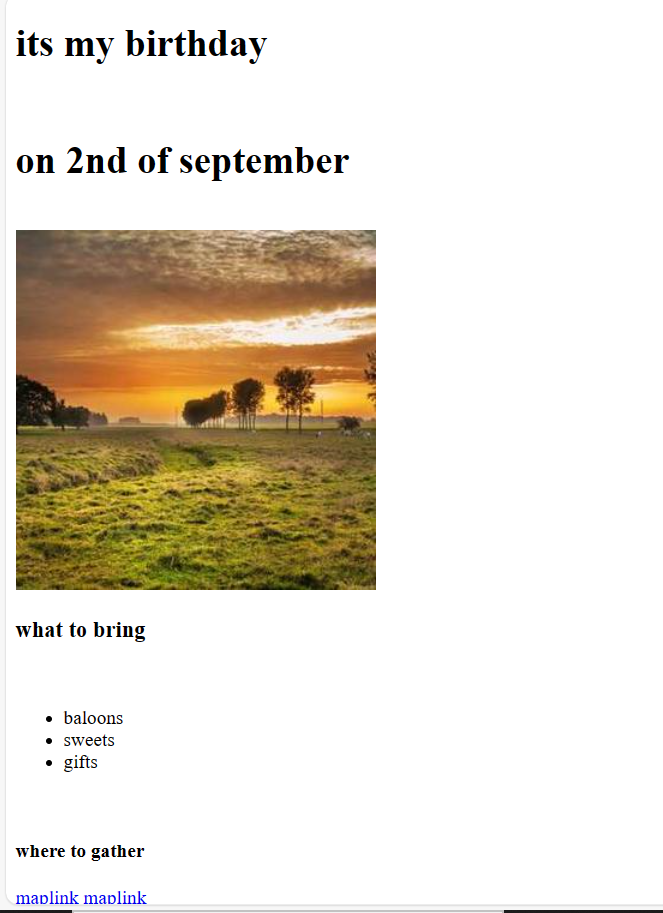 its my birthday
on 2nd of september
what to bring
baloons
sweets
gifts
where to gather
maplink maplink